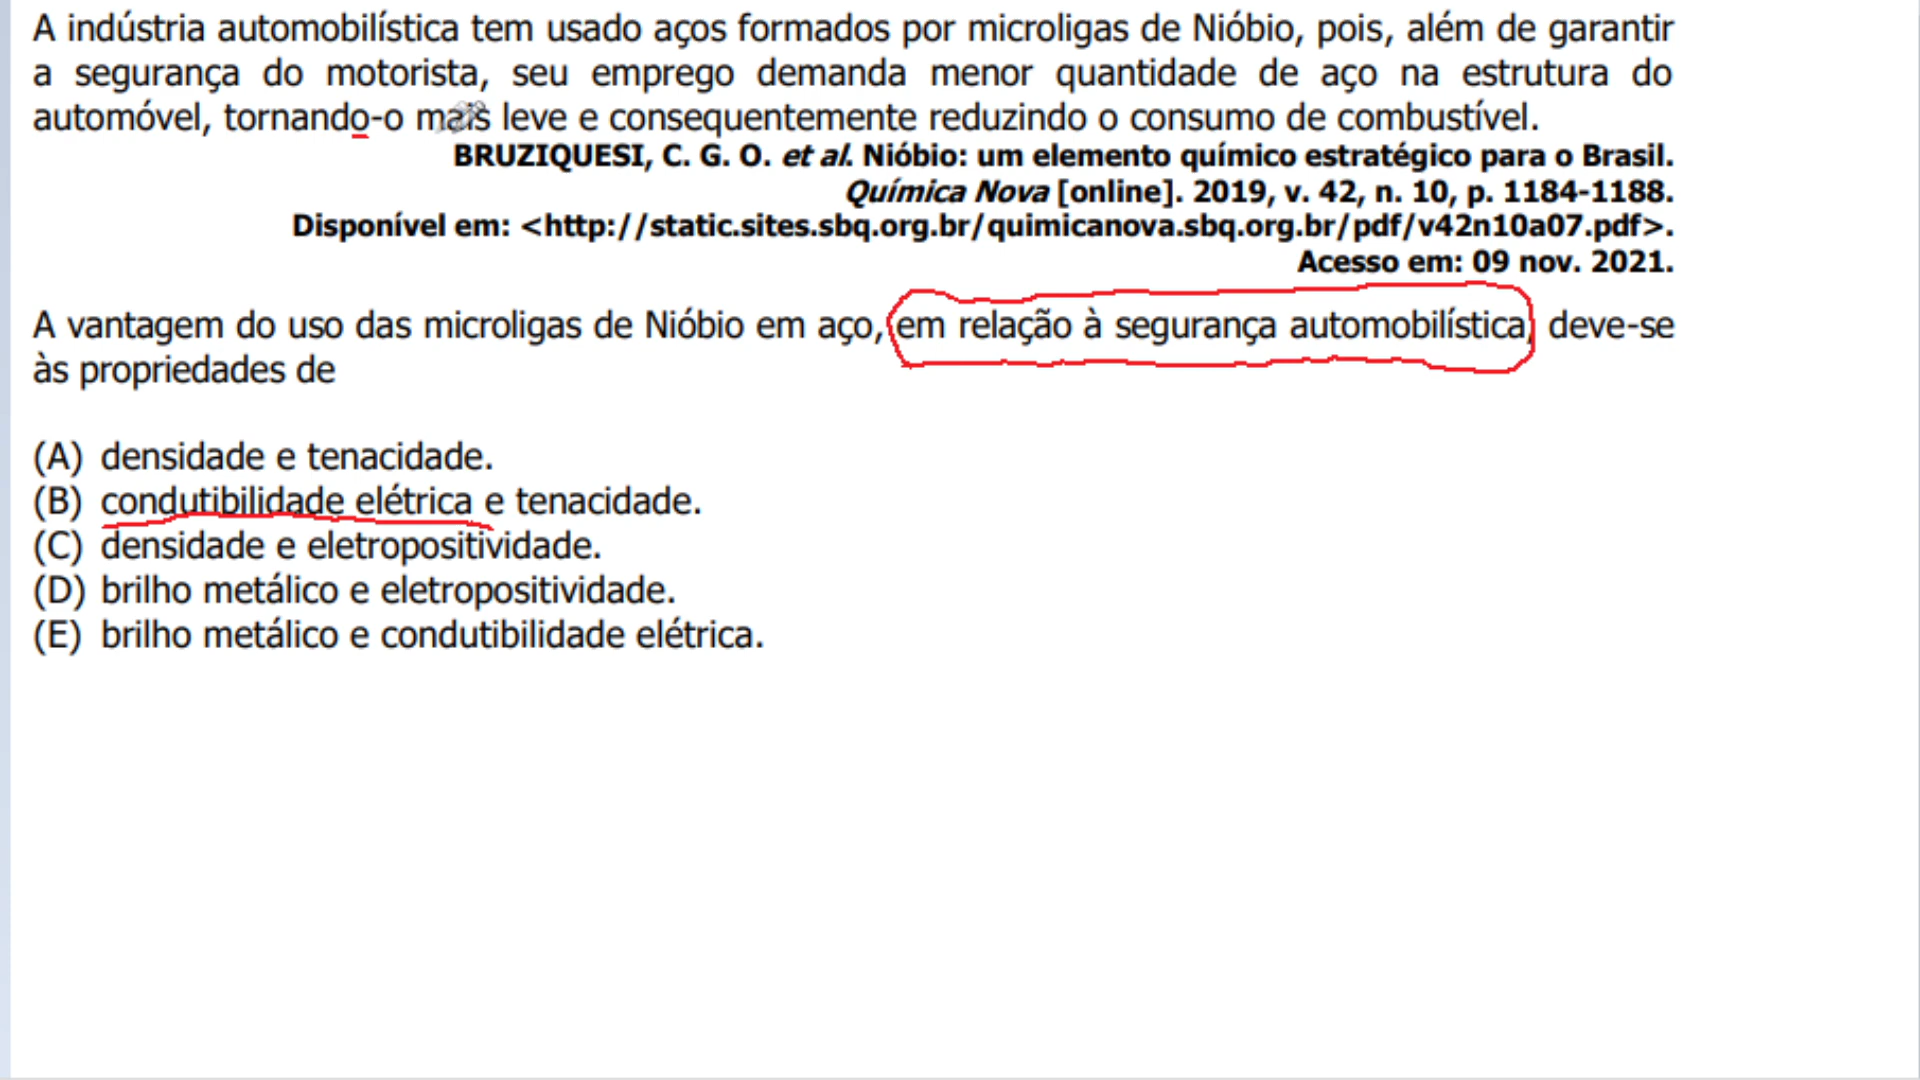 A indústria automobilística tem usado aços formados por microligas de Nióbio, pois, além de garantir
a segurança do motorista, seu emprego demanda menor quantidade de aço na estrutura do
automóvel, tornando-o mais leve e consequentemente reduzindo o consumo de combustível.
BRUZIQUESI, C. G. O. et al. Nióbio: um elemento químico estratégico para o Brasil.
Química Nova [online]. 2019, v. 42, n. 10, p. 1184-1188.
Disponível em: <http://static.sites.sbq.org.br/quimicanova.sbq.org.br/pdf/v42n10a07.pdf>.
Acesso em: 09 nov. 2021.
A vantagem do uso das microligas de Nióbio em aço, em relação à segurança automobilística, deve-se
às propriedades de
(A) densidade e tenacidade.
(B) condutibilidade elétrica e tenacidade.
(C) densidade e eletropositividade.
(D) brilho metálico e eletropositividade.
(E) brilho metálico e condutibilidade elétrica.